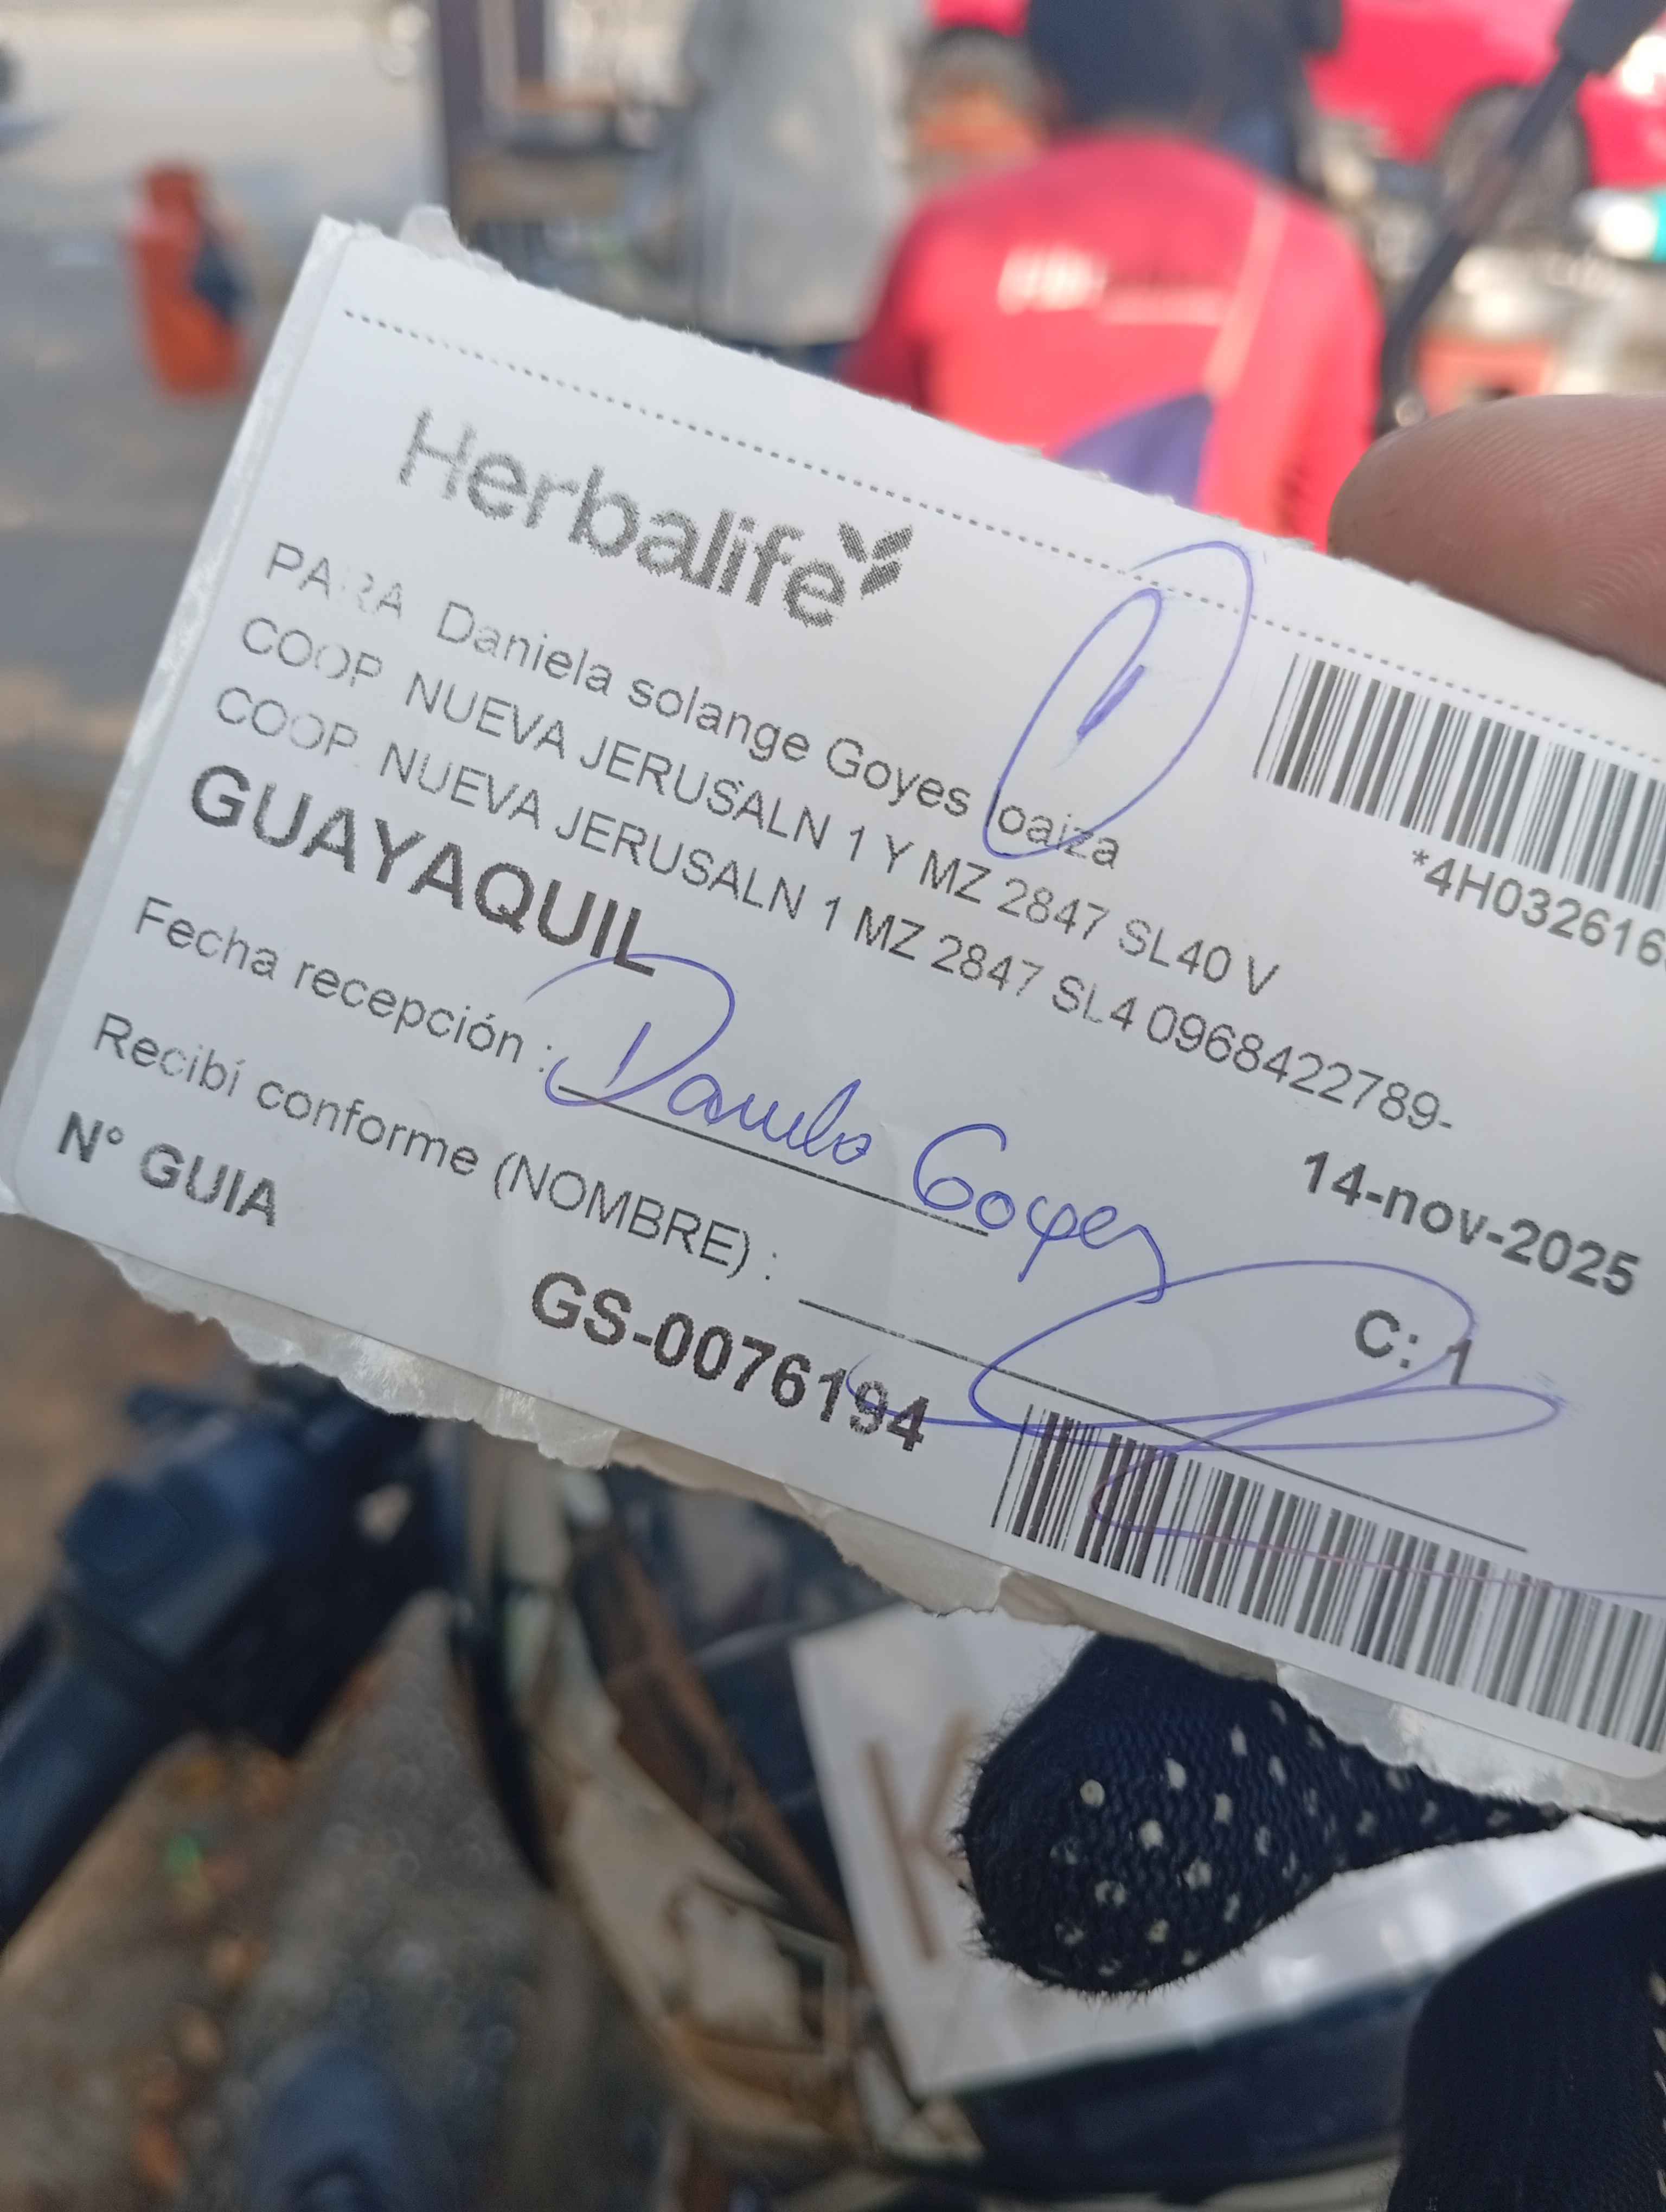 Herbalife
PARA Daniela solange Goyes loaiza
COOP NUEVA JERUSALN 1 Y MZ 2847 SL40 V
COOP NUEVA JERUSALN 1 MZ 2847 SL4 0968422789-
GUAYAQUIL
*4H032616
14-nov-2025
Fecha recepción :
Danilo Goyes
Recibí conforme (NOMBRE) :
C: 1
N° GUIA
GS-0076194
K